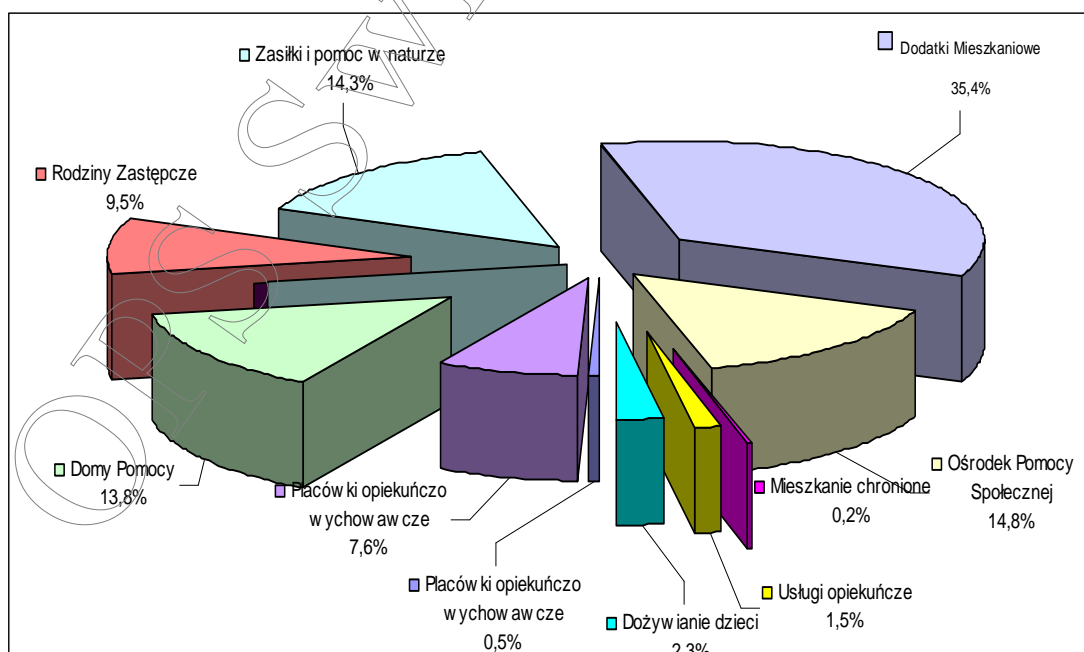 Zasiłki i pomoc w naturze
14,3%
Dodatki Mieszkaniowe
35,4%
Rodziny Zastępcze
9,5%
Domy Pomocy
13,8%
Placówki opiekuńczo
wychowawcze
7,6%
Placówki opiekuńczo
wychowawcze
0,5%
Dożywianie dzieci
2,3%
Usługi opiekuńcze
1,5%
Mieszkanie chronione
0,2%
Ośrodek Pomocy
Społecznej
14,8%